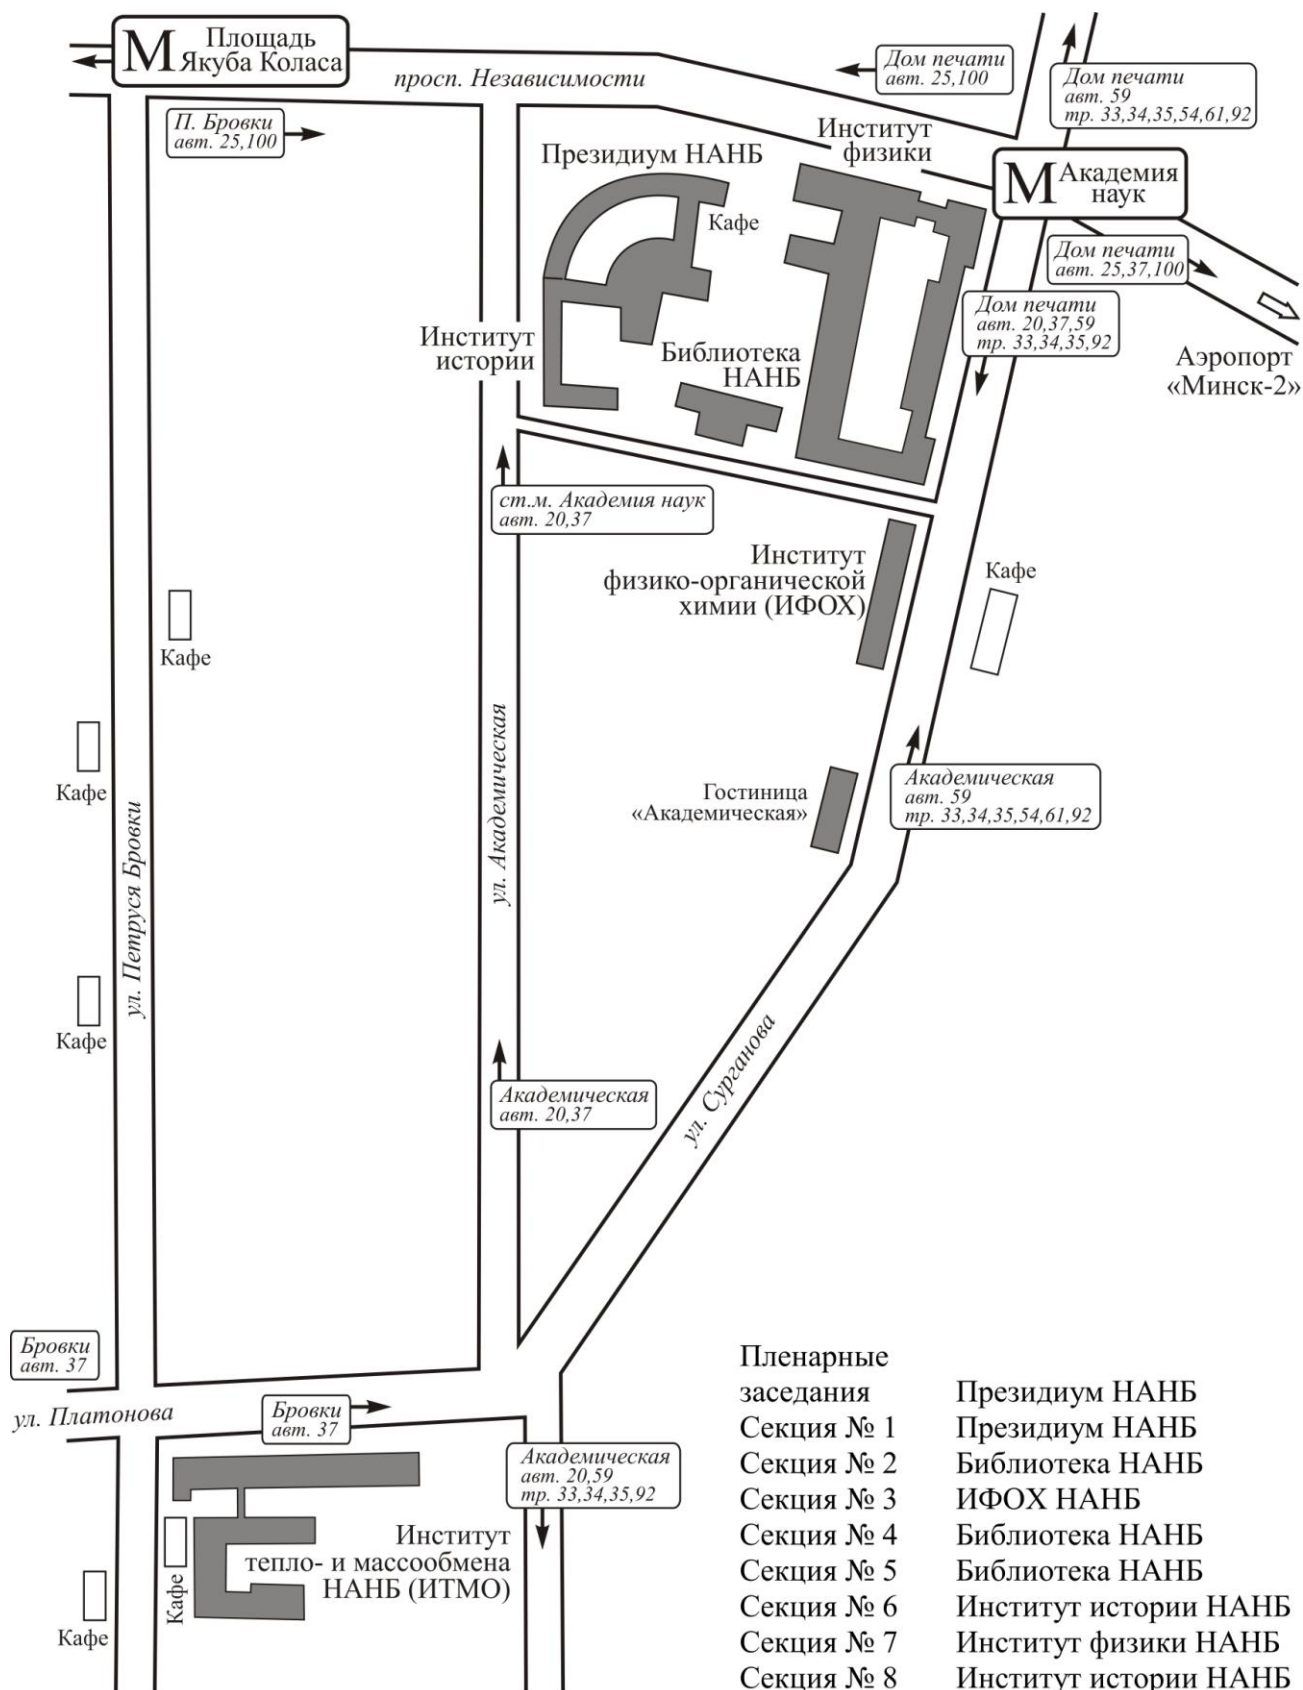 М Площадь
Якуба Коласа
просп. Независимости
Дом печати
авт. 25,100
Дом печати
авт. 59
тр. 33,34,35,54,61,92
П. Бровки
авт. 25,100
Институт
физики
Президиум НАНБ
М Академия
наук
Кафе
Дом печати
авт. 25,37,100
Дом печати
авт. 20,37,59
тр. 33,34,35,92
Институт
истории
Библиотека
НАНБ
Аэропорт
«Минск-2»
ст.м. Академия наук
авт. 20,37
Институт
физико-органической
химии (ИФОХ)
Кафе
Кафе
ул. Академическая
Кафе
Гостиница
«Академическая»
Академическая
авт. 59
тр. 33,34,35,54,61,92
ул. Петруся Бровки
Кафе
ул. Сурганова
Академическая
авт. 20,37
Бровки
авт. 37
ул. Платонова
Бровки
авт. 37
Академическая
авт. 20,59
тр. 33,34,35,92
Институт
тепло- и массообмена
НАНБ (ИТМО)
Кафе
Кафе
Пленарные
заседания Президиум НАНБ
Секция № 1 Президиум НАНБ
Секция № 2 Библиотека НАНБ
Секция № 3 ИФОХ НАНБ
Секция № 4 Библиотека НАНБ
Секция № 5 Библиотека НАНБ
Секция № 6 Институт истории НАНБ
Секция № 7 Институт физики НАНБ
Секция № 8 Институт истории НАНБ